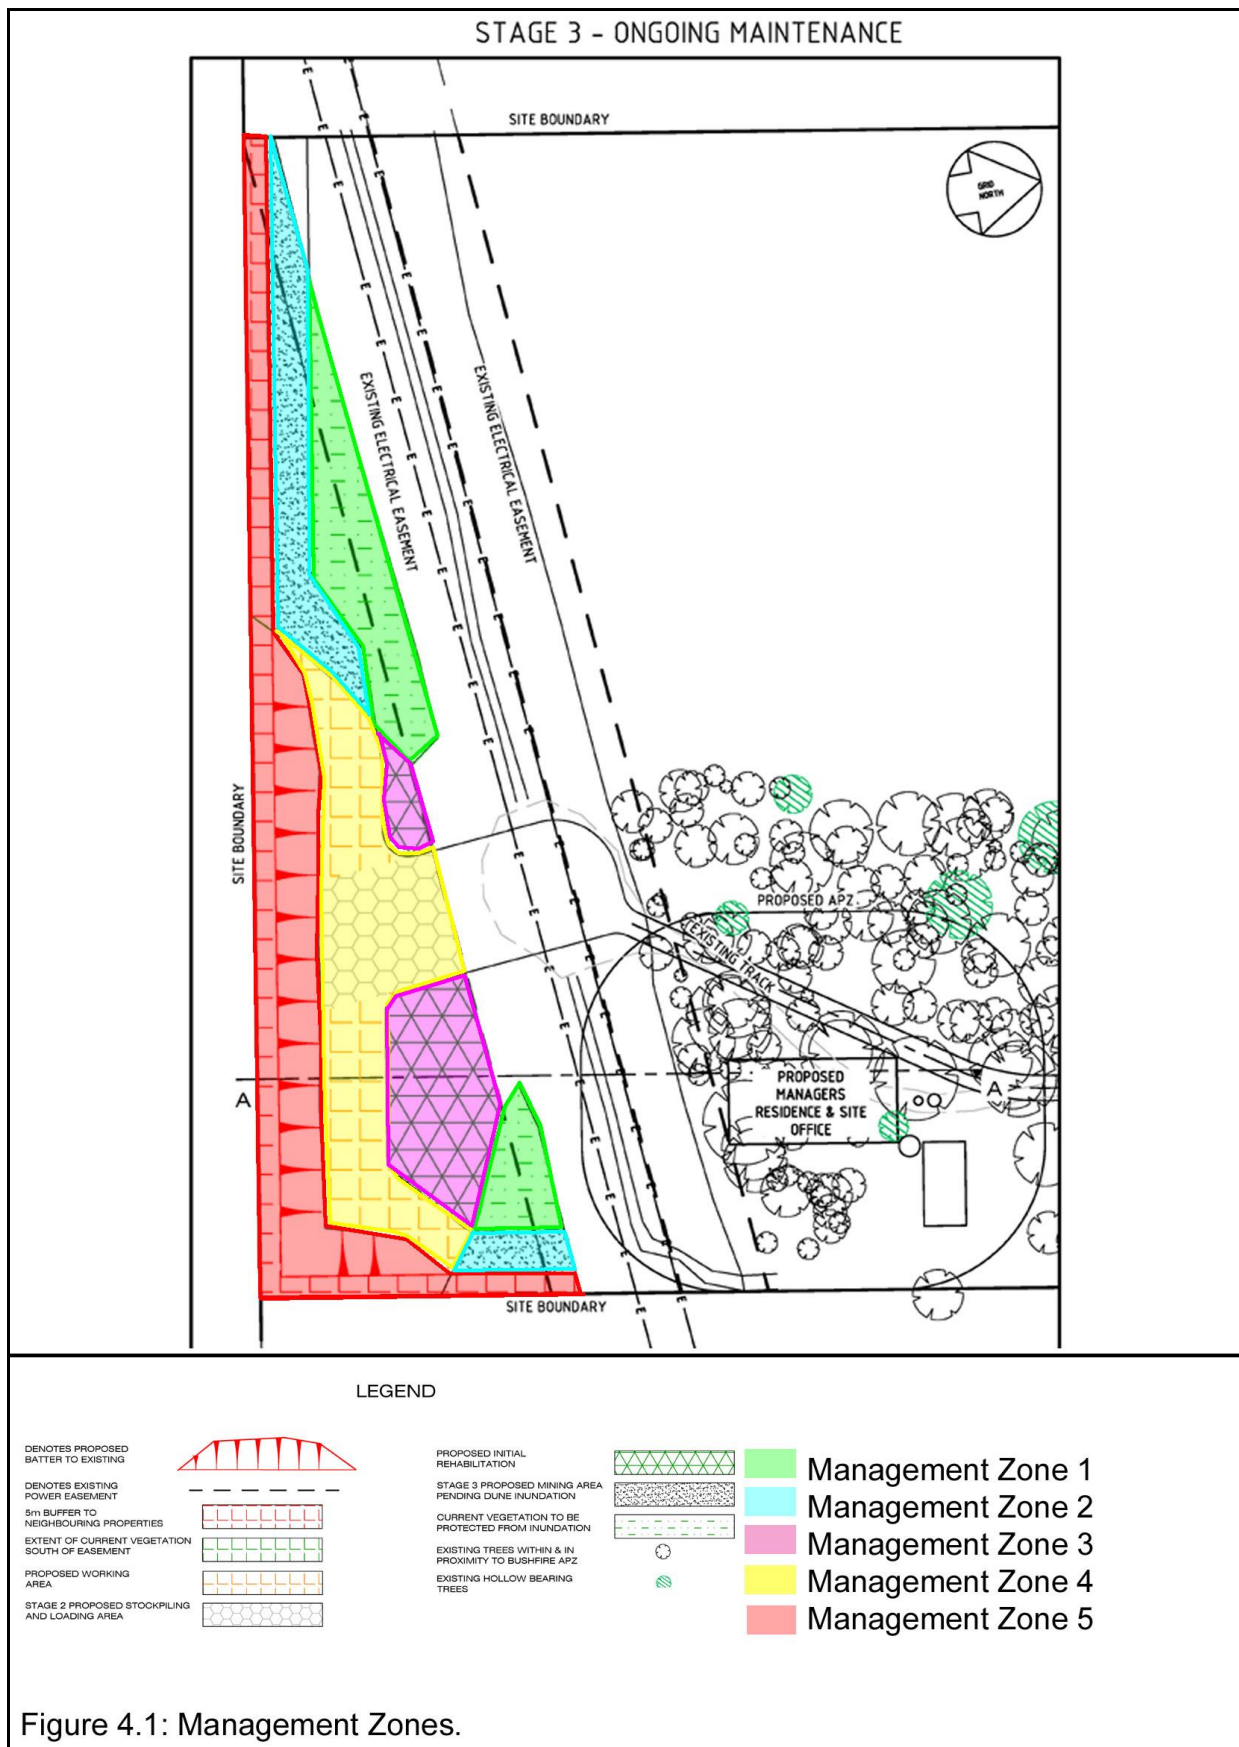 STAGE 3 - ONGOING MAINTENANCE
SITE BOUNDARY
GRID
NORTH
EXISTING ELECTRICAL EASEMENT
EXISTING ELECTRICAL EASEMENT
SITE BOUNDARY
PROPOSED APZ.
EXISTING TRACK
PROPOSED
MANAGERS
RESIDENCE & SITE
OFFICE
A
A
SITE BOUNDARY
LEGEND
DENOTES PROPOSED
BATTER TO EXISTING
DENOTES EXISTING
POWER EASEMENT
5m BUFFER TO
NEIGHBOURING PROPERTIES
EXTENT OF CURRENT VEGETATION
SOUTH OF EASEMENT
PROPOSED WORKING
AREA
STAGE 2 PROPOSED STOCKPILING
AND LOADING AREA
PROPOSED INITIAL
REHABILITATION
STAGE 3 PROPOSED MINING AREA
PENDING DUNE INUNDATION
CURRENT VEGETATION TO BE
PROTECTED FROM INUNDATION
EXISTING TREES WITHIN & IN
PROXIMITY TO BUSHFIRE APZ
EXISTING HOLLOW BEARING
TREES
Management Zone 1
Management Zone 2
Management Zone 3
Management Zone 4
Management Zone 5
Figure 4.1: Management Zones.